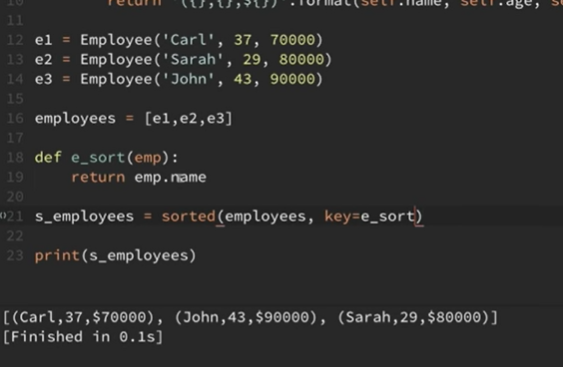 10 return '({},{},${})'.format(self.name, self.age,
11
12 e1 = Employee('Carl', 37, 70000)
13 e2 = Employee('Sarah', 29, 80000)
14 e3 = Employee('John', 43, 90000)
15
16 employees = [e1,e2,e3]
17
18 def e_sort(emp):
19 return emp.name
20
21 s_employees = sorted(employees, key=e_sort)
22
23 print(s_employees)
[(Carl,37,$70000), (John,43,$90000), (Sarah,29,$80000)]
[Finished in 0.1s]